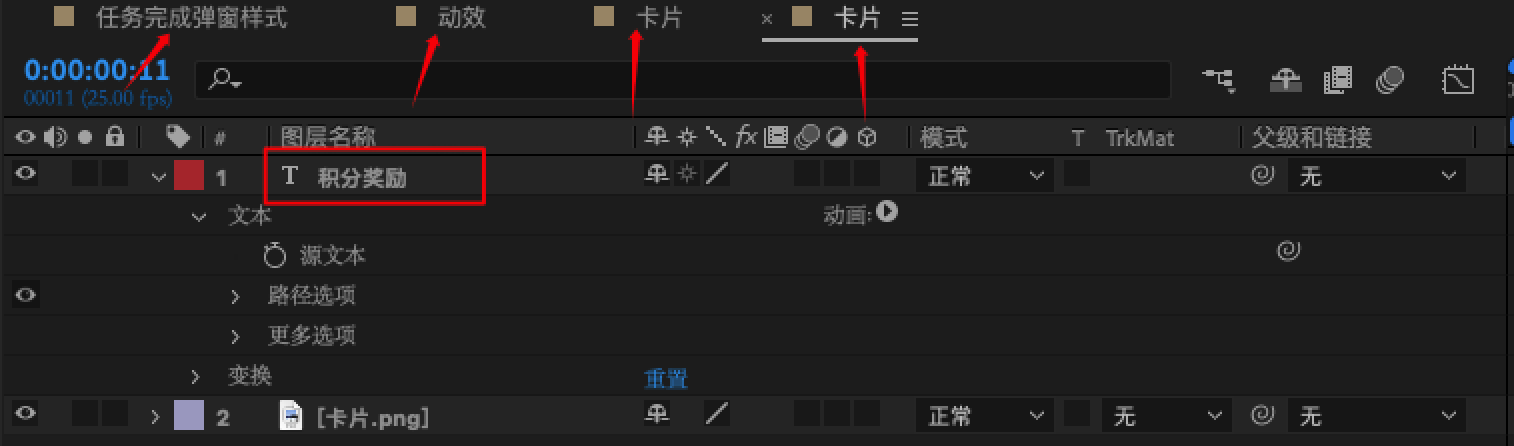 任务完成弹窗样式 动效 卡片 × 卡片
0:00:00:11
00011 (25.00 fps)
# 图层名称 fx 模式 T TrkMat 父级和链接
1 T 积分奖励 正常 无
文本 动画:
源文本
路径选项
更多选项
变换 重置
2 [卡片.png] 正常 无 无